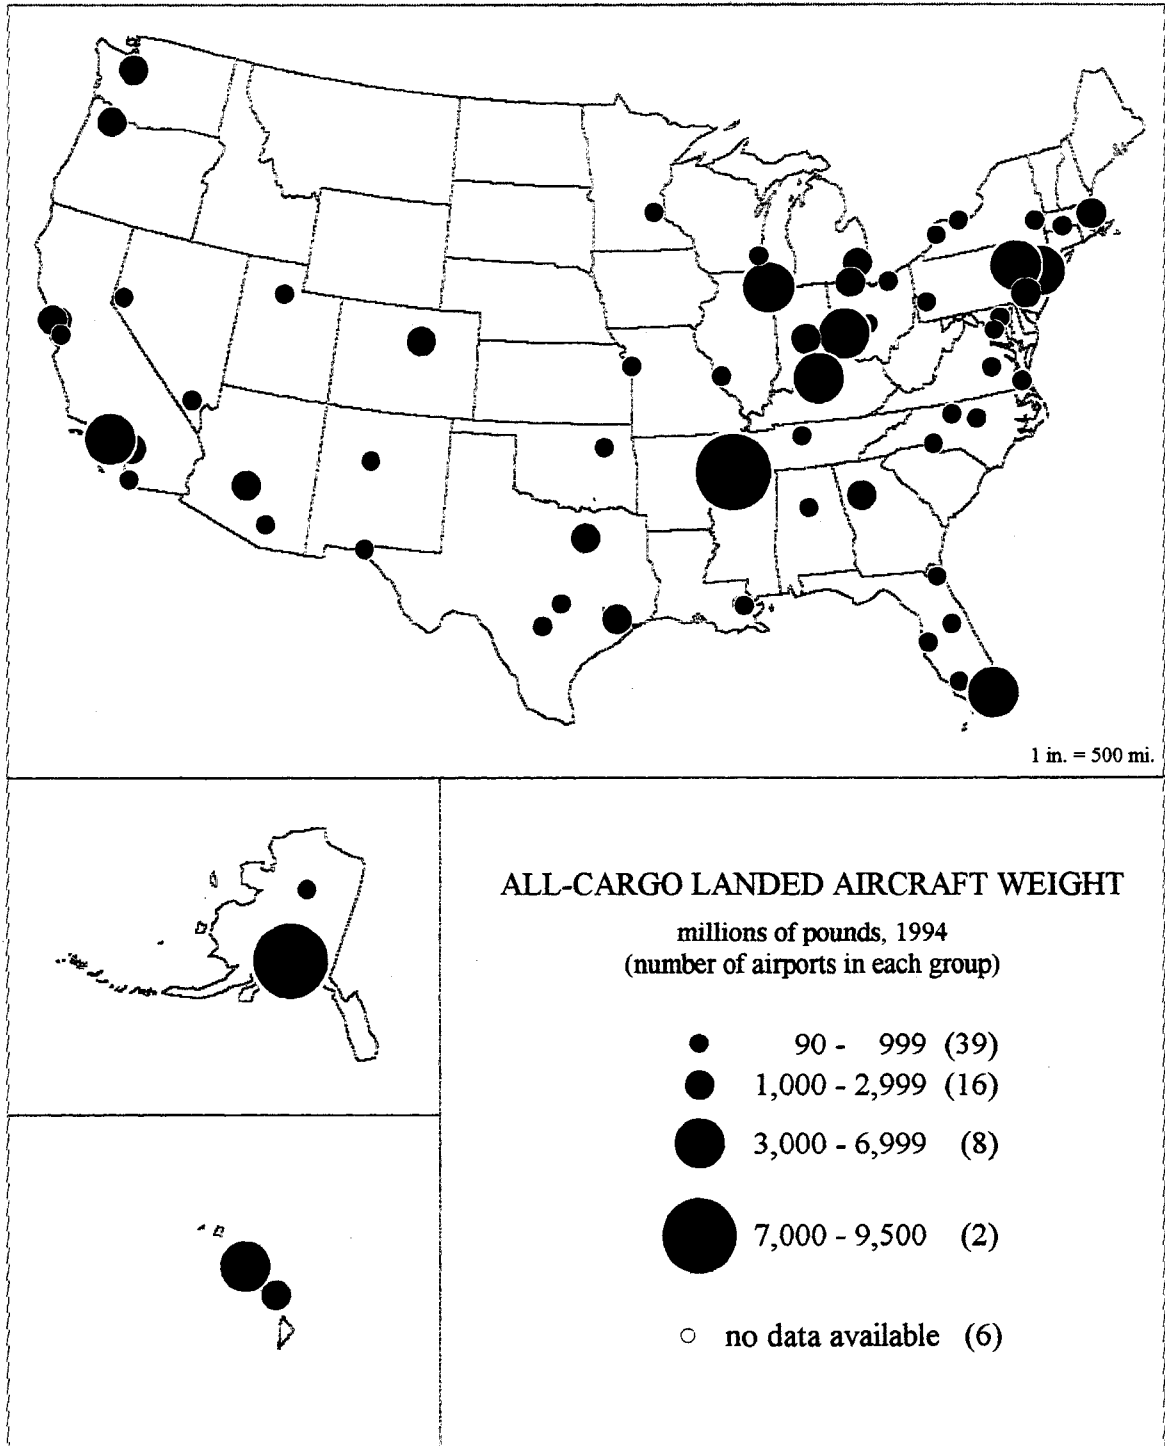 1 in. = 500 mi.
ALL-CARGO LANDED AIRCRAFT WEIGHT
millions of pounds, 1994
(number of airports in each group)
90 - 999 (39)
1,000 - 2,999 (16)
3,000 - 6,999 (8)
7,000 - 9,500 (2)
no data available (6)